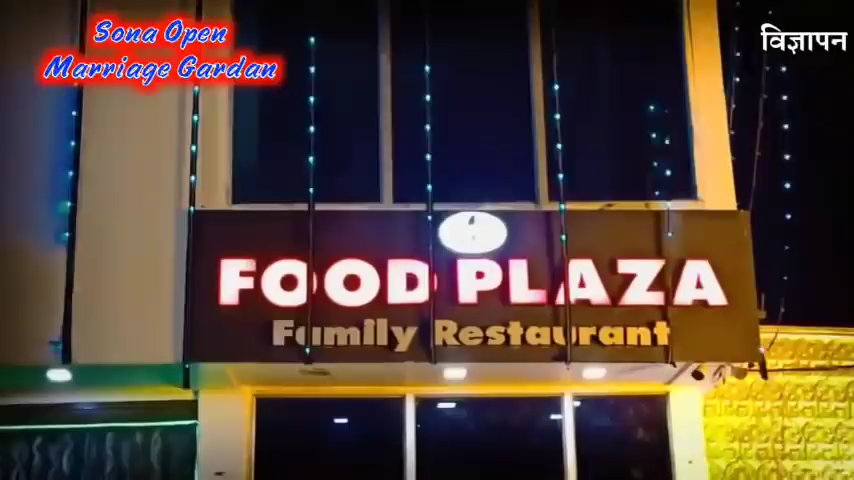 Sona Open
Marriage Gardan
विज्ञापन
FOOD PLAZA
Family Restaurant